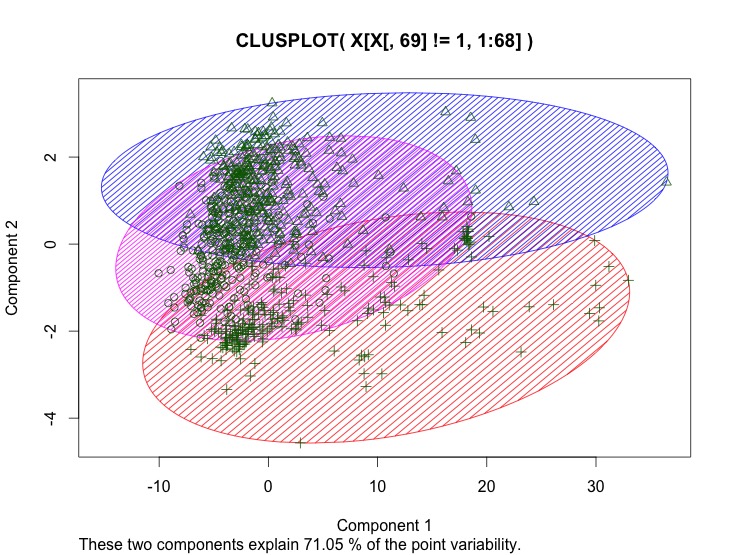 CLUSPLOT( X[X[, 69] != 1, 1:68] )
Component 2
2
0
-2
-4
-10 0 10 20 30
Component 1
These two components explain 71.05 % of the point variability.